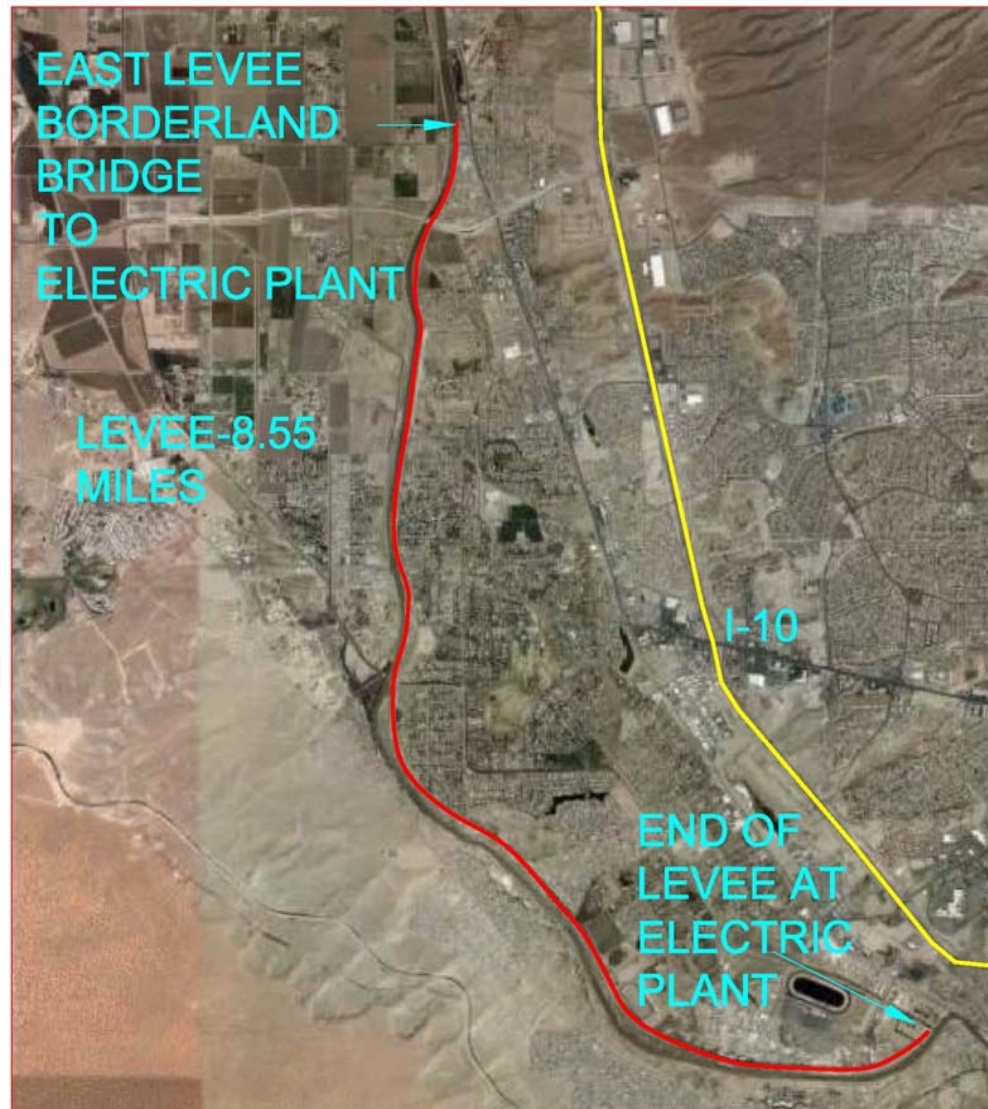 EAST LEVEE
BORDERLAND
BRIDGE
TO
ELECTRIC PLANT
LEVEE-8.55
MILES
I-10
END OF
LEVEE AT
ELECTRIC
PLANT